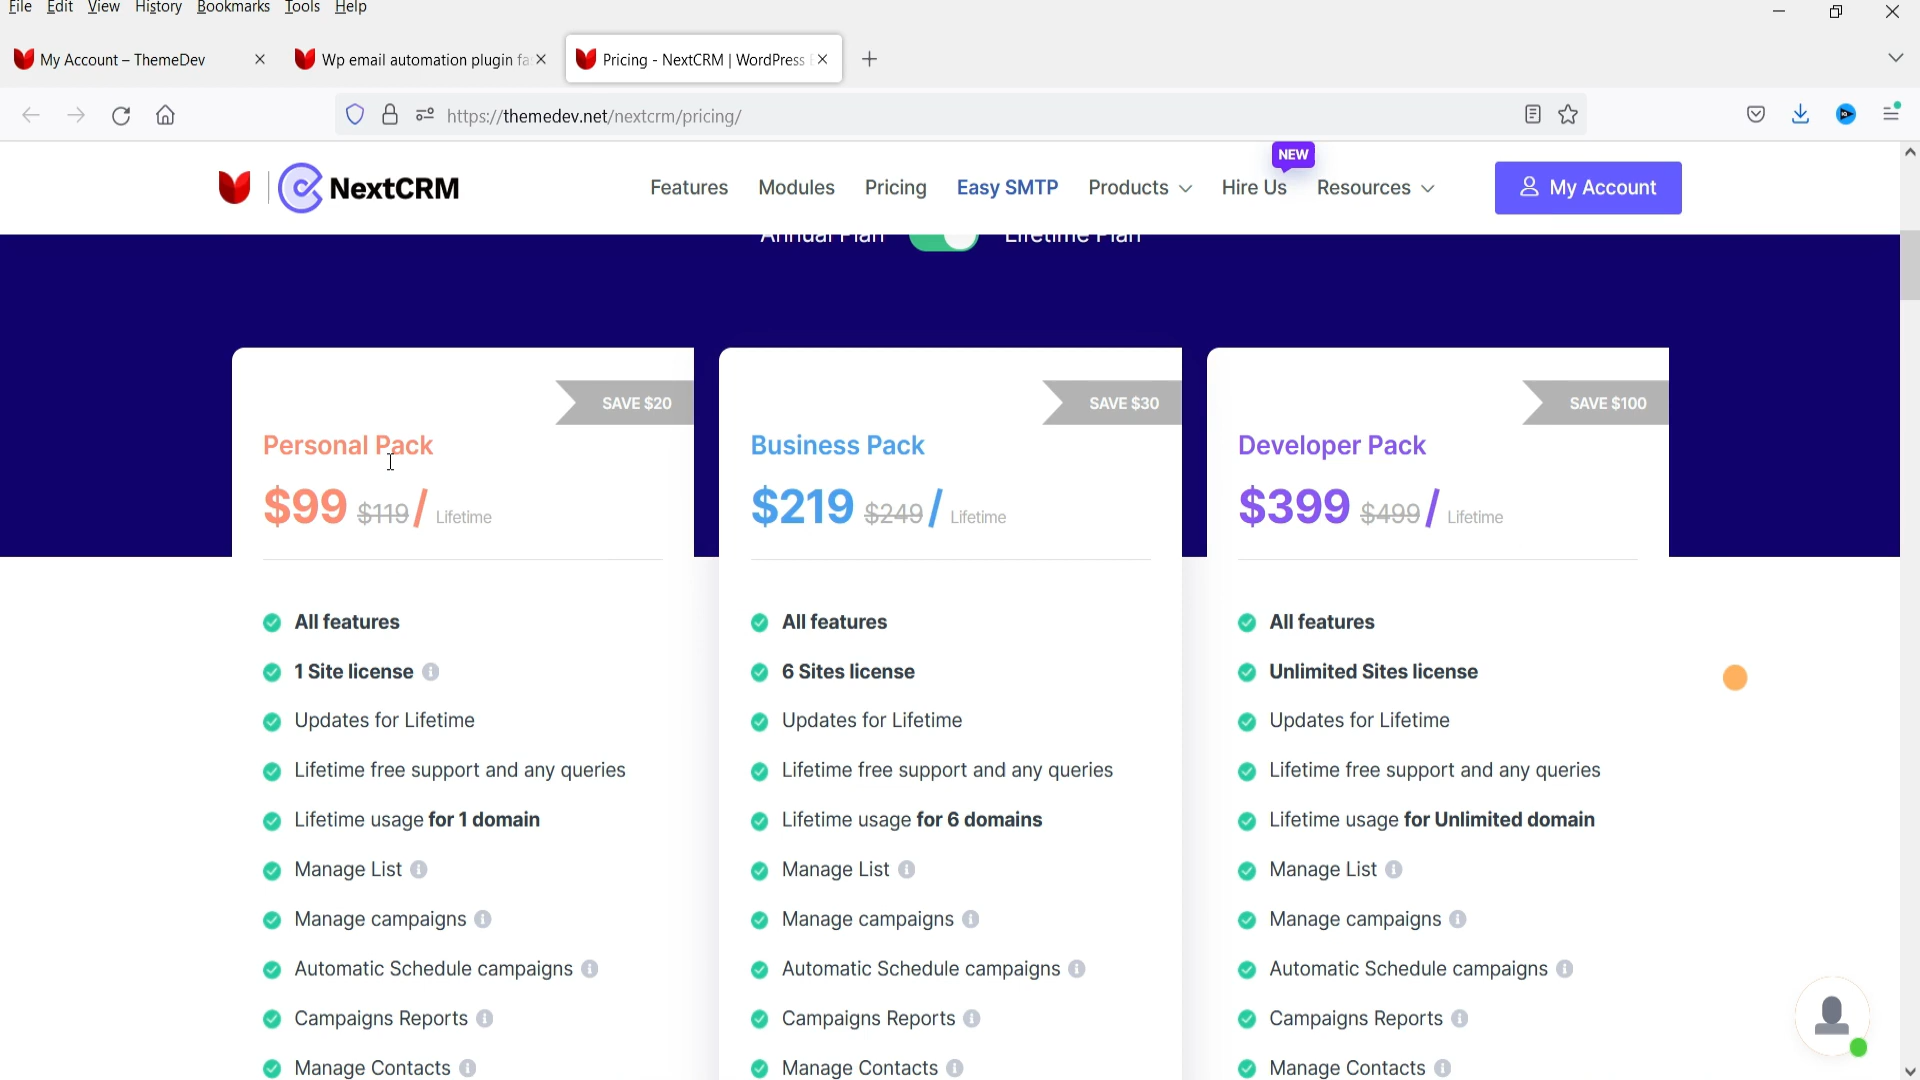 File Edit View History Bookmarks Tools Help
My Account – ThemeDev
Wp email automation plugin fa
Pricing - NextCRM | WordPress
https://themedev.net/nextcrm/pricing/
NEW
NextCRM
Features Modules Pricing Easy SMTP Products Hire Us Resources My Account
Annual Plan Lifetime Plan
SAVE $20
Personal Pack
$99 $119 / Lifetime
All features
1 Site license
Updates for Lifetime
Lifetime free support and any queries
Lifetime usage for 1 domain
Manage List
Manage campaigns
Automatic Schedule campaigns
Campaigns Reports
Manage Contacts
SAVE $30
Business Pack
$219 $249 / Lifetime
All features
6 Sites license
Updates for Lifetime
Lifetime free support and any queries
Lifetime usage for 6 domains
Manage List
Manage campaigns
Automatic Schedule campaigns
Campaigns Reports
Manage Contacts
SAVE $100
Developer Pack
$399 $499 / Lifetime
All features
Unlimited Sites license
Updates for Lifetime
Lifetime free support and any queries
Lifetime usage for Unlimited domain
Manage List
Manage campaigns
Automatic Schedule campaigns
Campaigns Reports
Manage Contacts